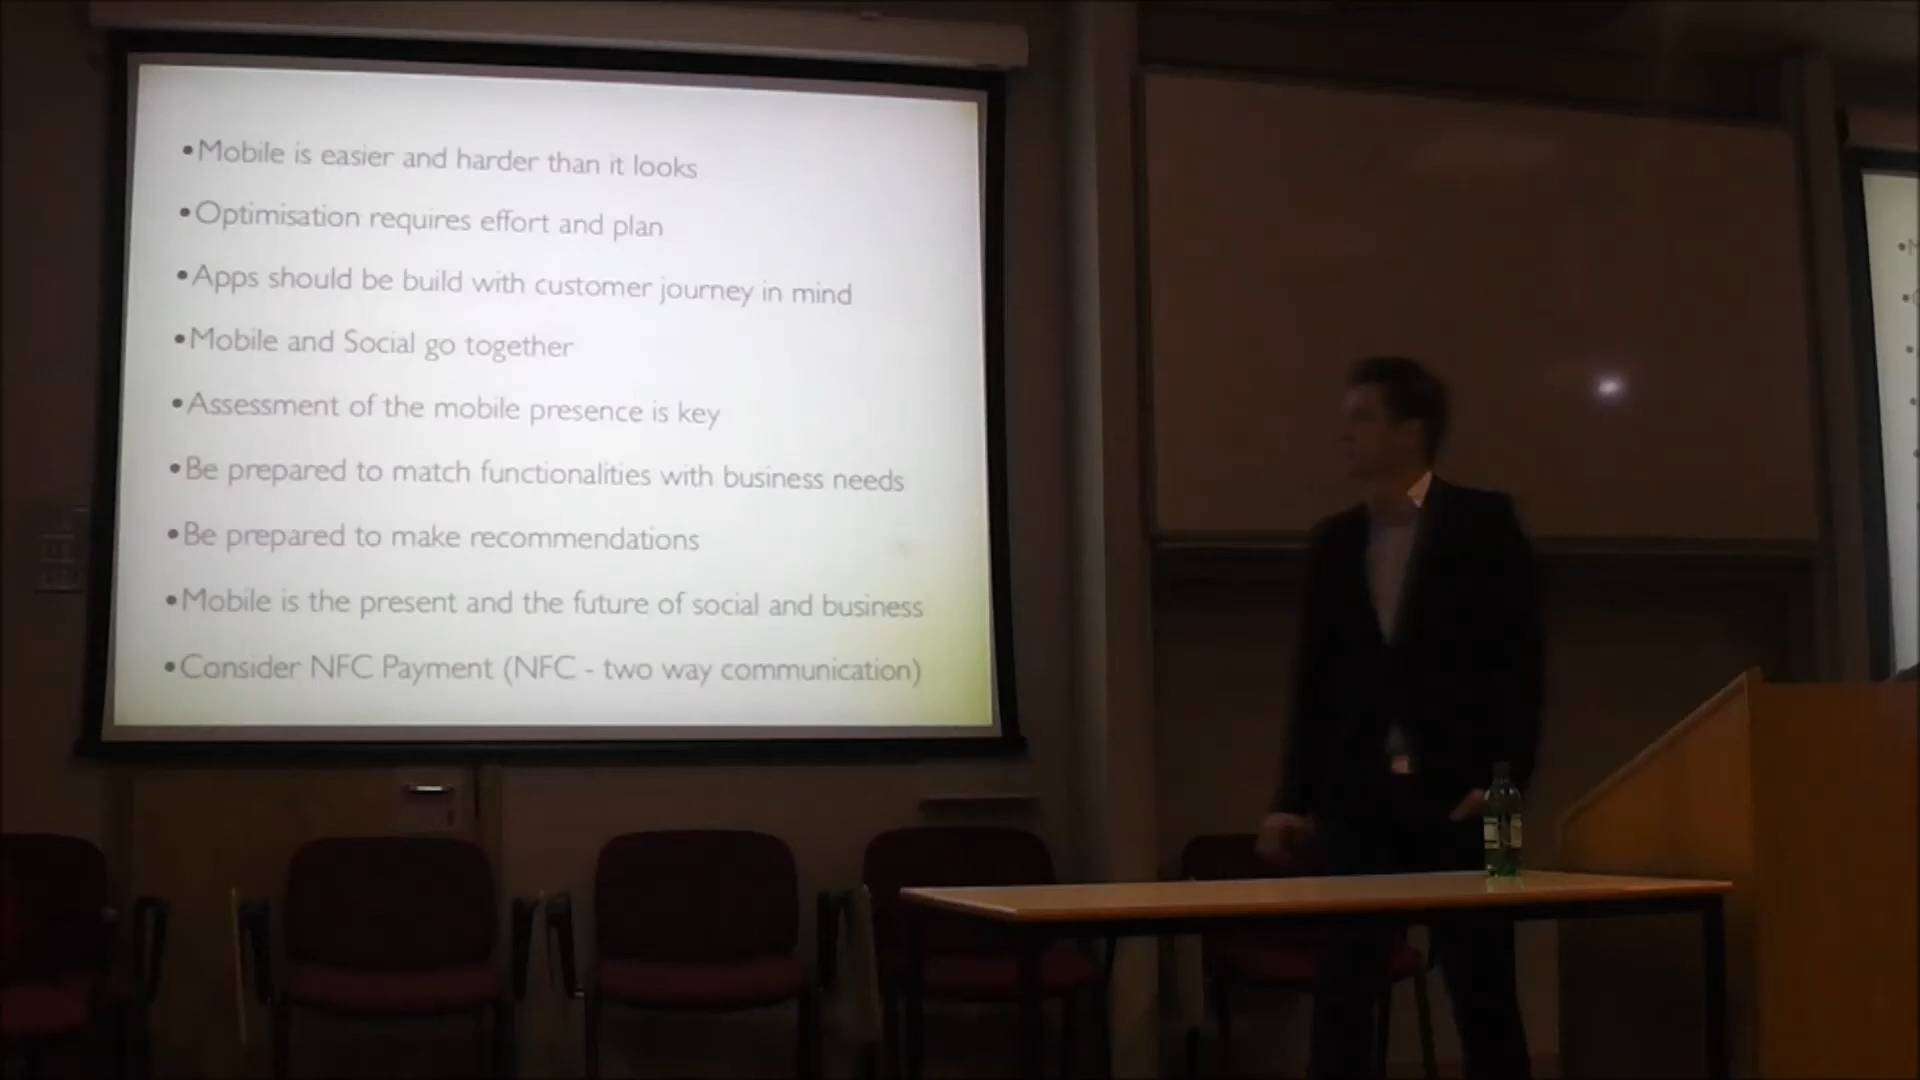 •Mobile is easier and harder than it looks
•Optimisation requires effort and plan
•Apps should be build with customer journey in mind
•Mobile and Social go together
•Assessment of the mobile presence is key
•Be prepared to match functionalities with business needs
•Be prepared to make recommendations
•Mobile is the present and the future of social and business
•Consider NFC Payment (NFC - two way communication)